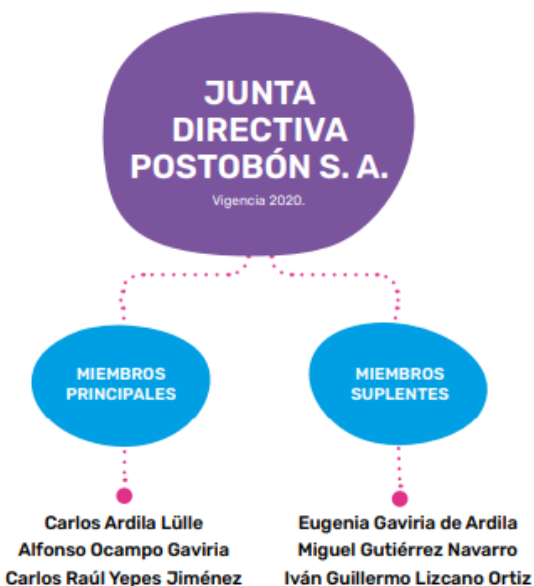 JUNTA
DIRECTIVA
POSTOBÓN S. A.
Vigencia 2020.
MIEMBROS
PRINCIPALES
Carlos Ardila Lülle
Alfonso Ocampo Gaviria
Carlos Raúl Yepes Jiménez
MIEMBROS
SUPLENTES
Eugenia Gaviria de Ardila
Miguel Gutiérrez Navarro
Iván Guillermo Lizcano Ortiz